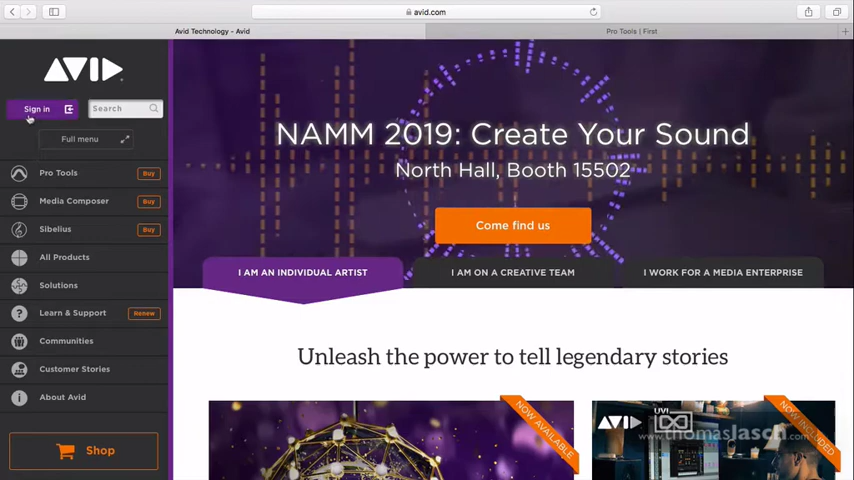 avid.com
Avid Technology - Avid
Pro Tools | First
AVID
Sign in
Search
Full menu
Pro Tools
Buy
Media Composer
Buy
Sibelius
Buy
All Products
Solutions
Learn & Support
Renew
Communities
Customer Stories
About Avid
Shop
NAMM 2019: Create Your Sound
North Hall, Booth 15502
Come find us
I AM AN INDIVIDUAL ARTIST
I AM ON A CREATIVE TEAM
I WORK FOR A MEDIA ENTERPRISE
Unleash the power to tell legendary stories
NOW AVAILABLE
AVID
UVI
NOW INCLUDED
www.thomasJasch.com